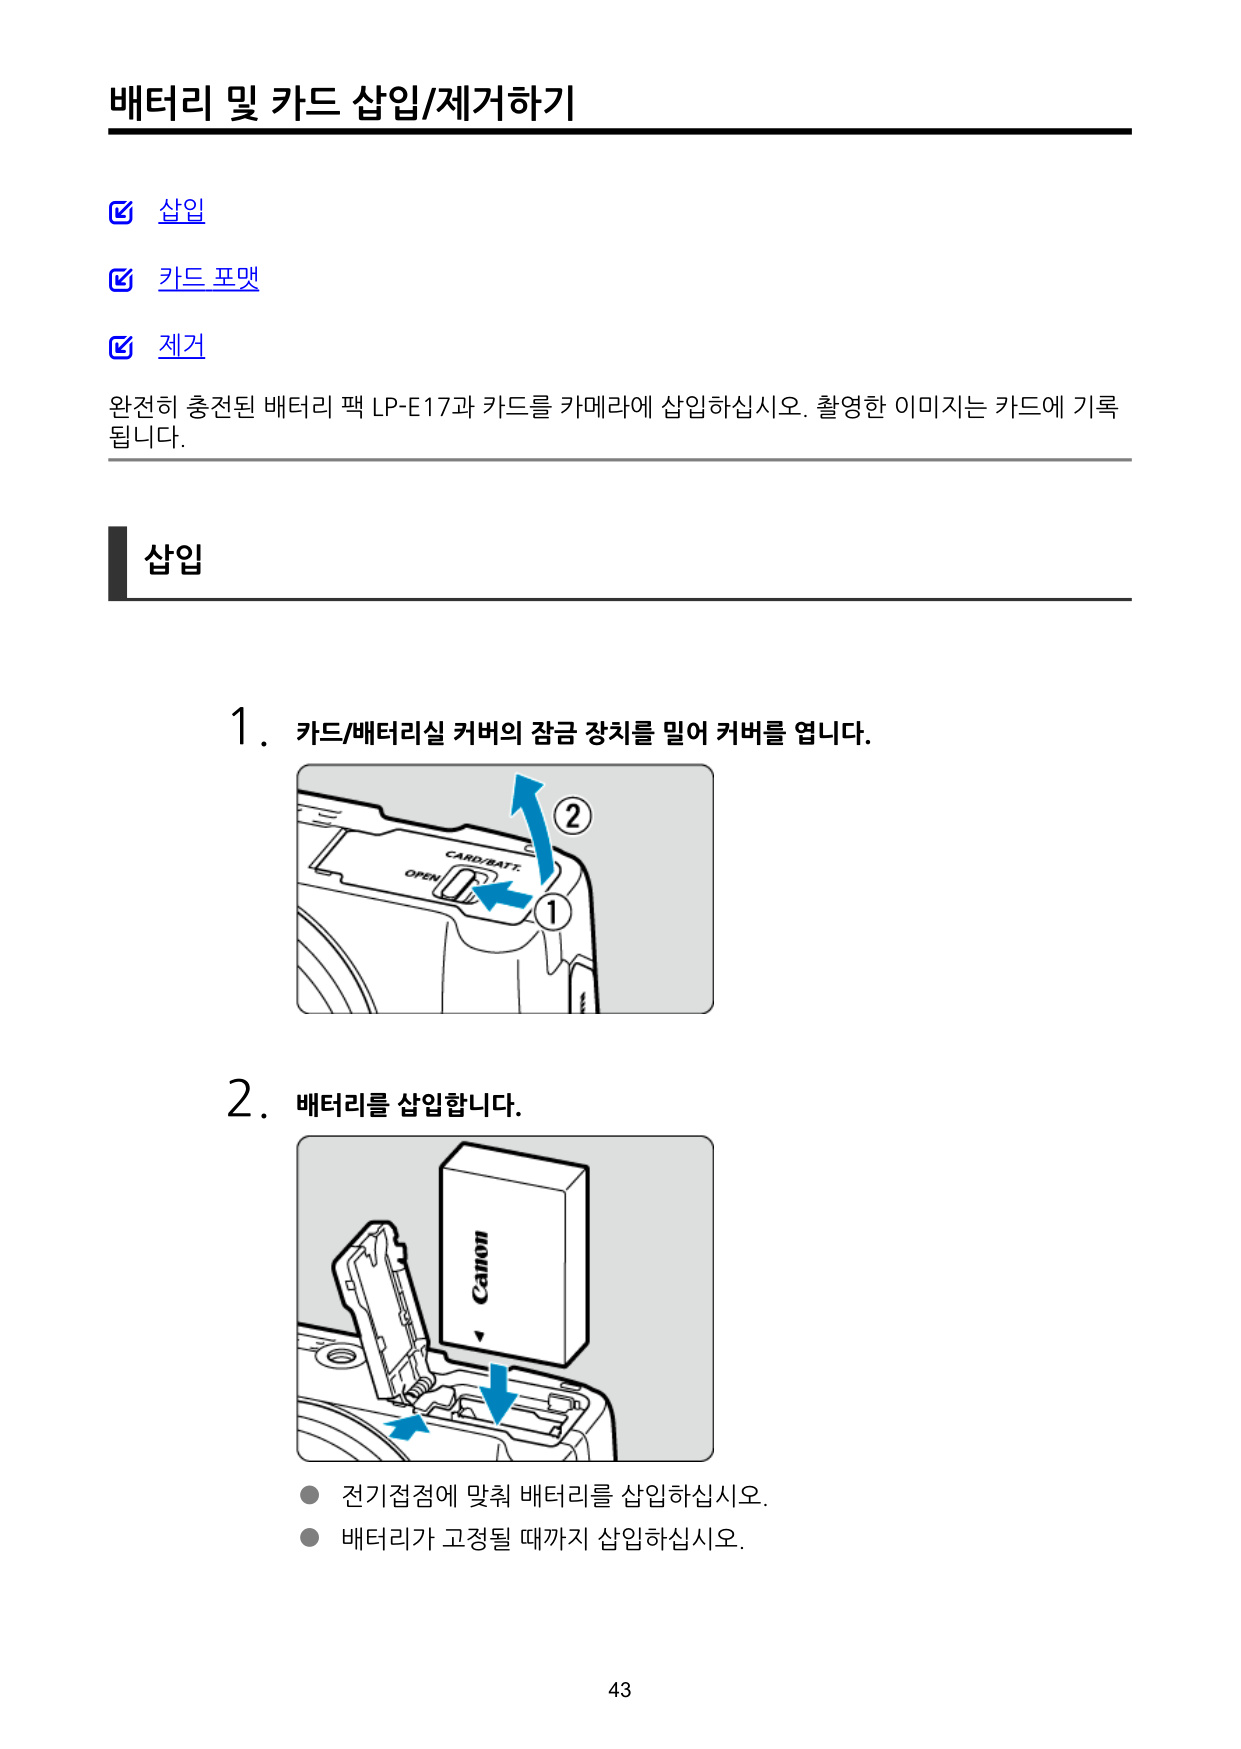 배터리 및 카드 삽입/제거하기
삽입
카드 포맷
제거
완전히 충전된 배터리 팩 LP-E17과 카드를 카메라에 삽입하십시오. 촬영한 이미지는 카드에 기록
됩니다.
삽입
1. 카드/배터리실 커버의 잠금 장치를 밀어 커버를 엽니다.
②
CARD/BATT.
OPEN
①
2. 배터리를 삽입합니다.
Canon
● 전기접점에 맞춰 배터리를 삽입하십시오.
● 배터리가 고정될 때까지 삽입하십시오.
43